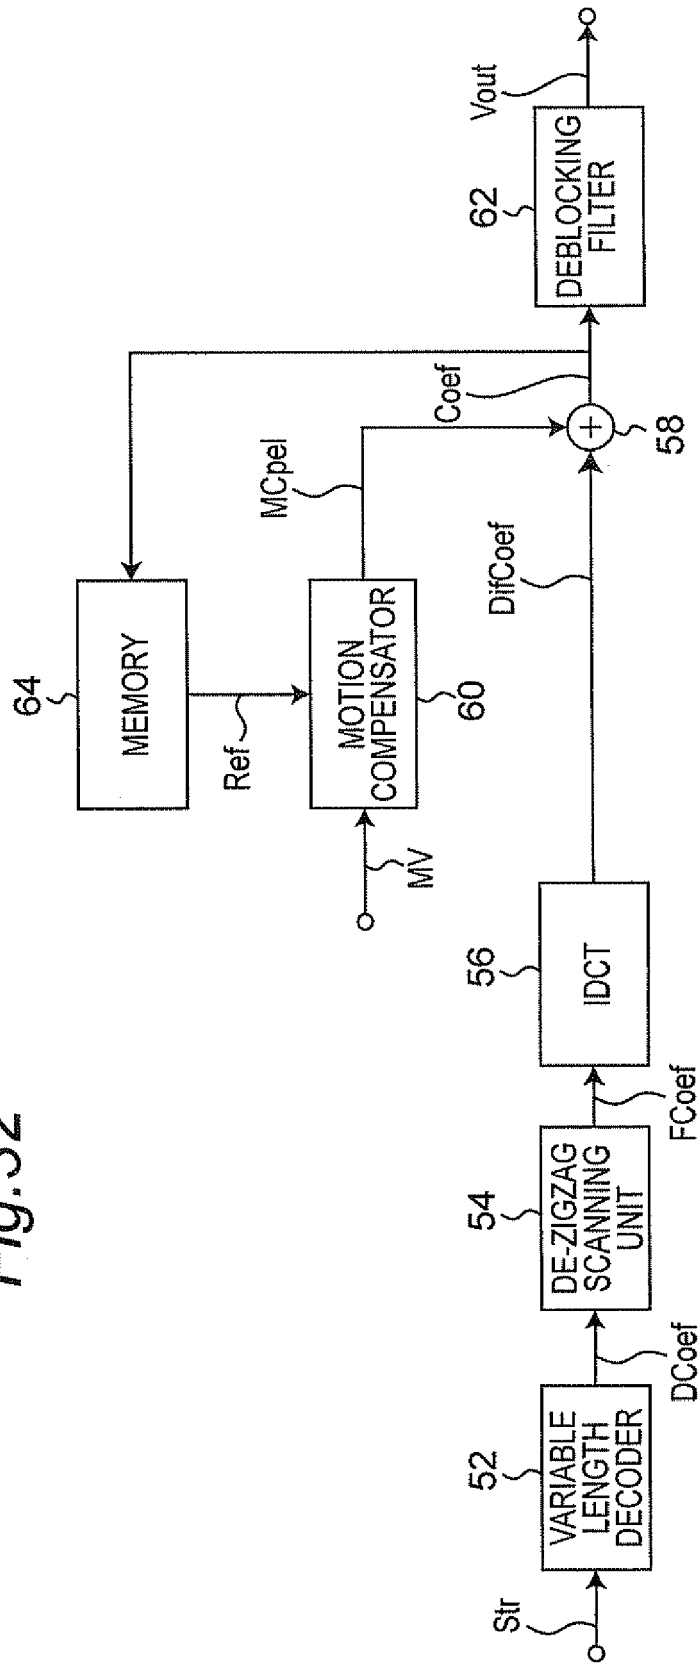 Fig.32
64
MEMORY
Ref
MV
MOTION
COMPENSATOR
60
MCpel
Coef
Vout
62
DEBLOCKING
FILTER
58
DifCoef
56
IDCT
FCoef
54
DE-ZIGZAG
SCANNING
UNIT
DCoef
52
VARIABLE
LENGTH
DECODER
Str